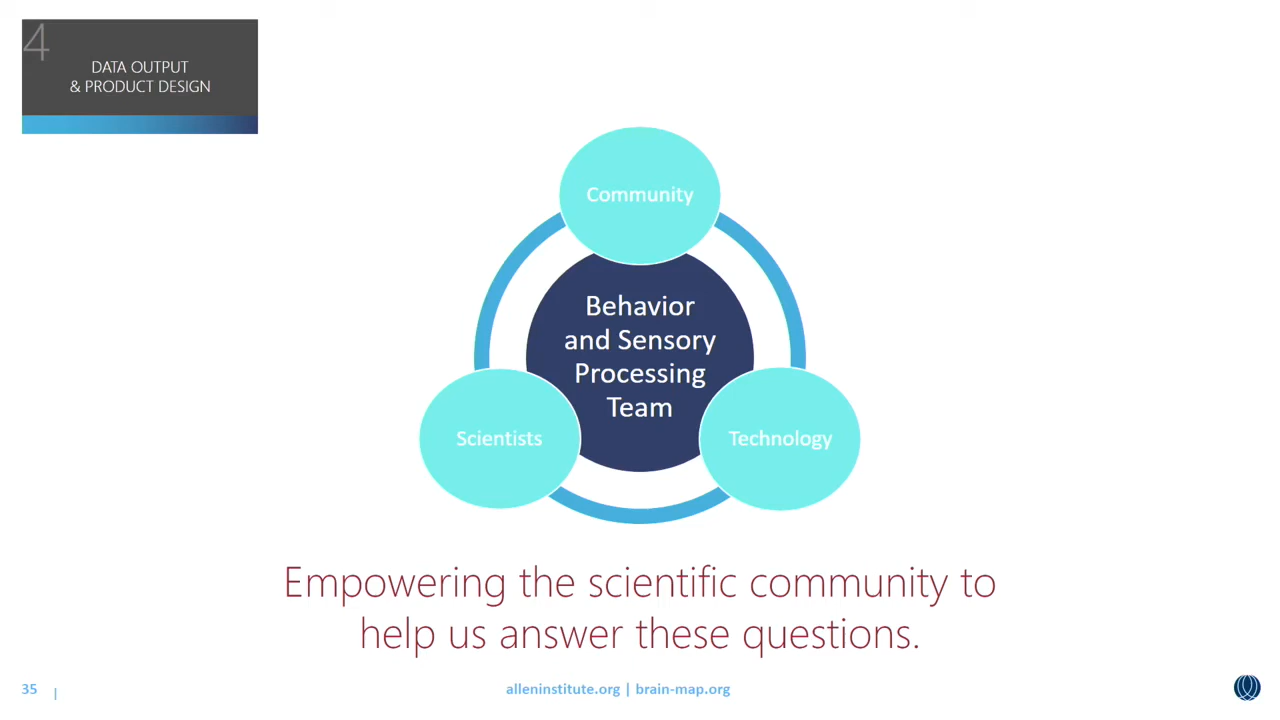 4
DATA OUTPUT
& PRODUCT DESIGN
Community
Behavior
and Sensory
Processing
Team
Scientists
Technology
Empowering the scientific community to
help us answer these questions.
35 |
alleninstitute.org | brain-map.org